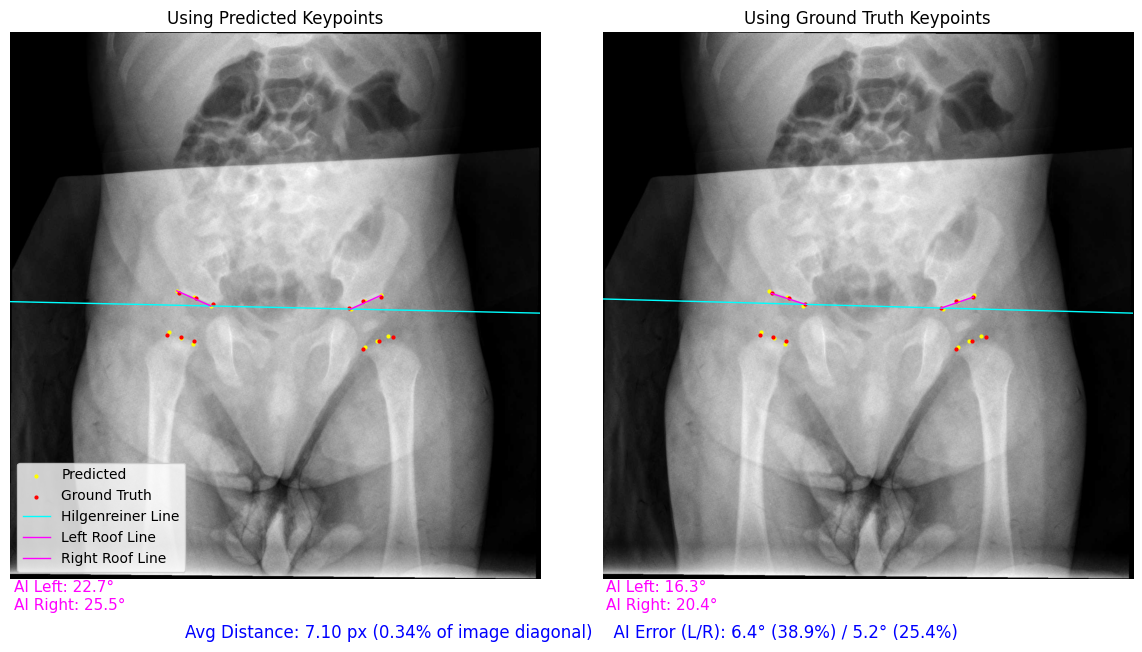 Using Predicted Keypoints
Using Ground Truth Keypoints
Predicted
Ground Truth
Hilgenreiner Line
Left Roof Line
Right Roof Line
AI Left: 22.7°
AI Right: 25.5°
AI Left: 16.3°
AI Right: 20.4°
Avg Distance: 7.10 px (0.34% of image diagonal)    AI Error (L/R): 6.4° (38.9%) / 5.2° (25.4%)